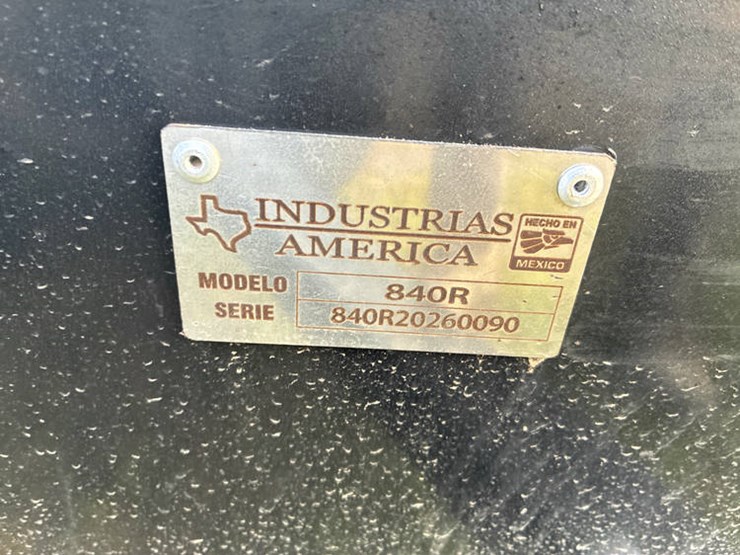 INDUSTRIAS
AMERICA
HECHO EN
MEXICO
MODELO 840R
SERIE 840R20260090